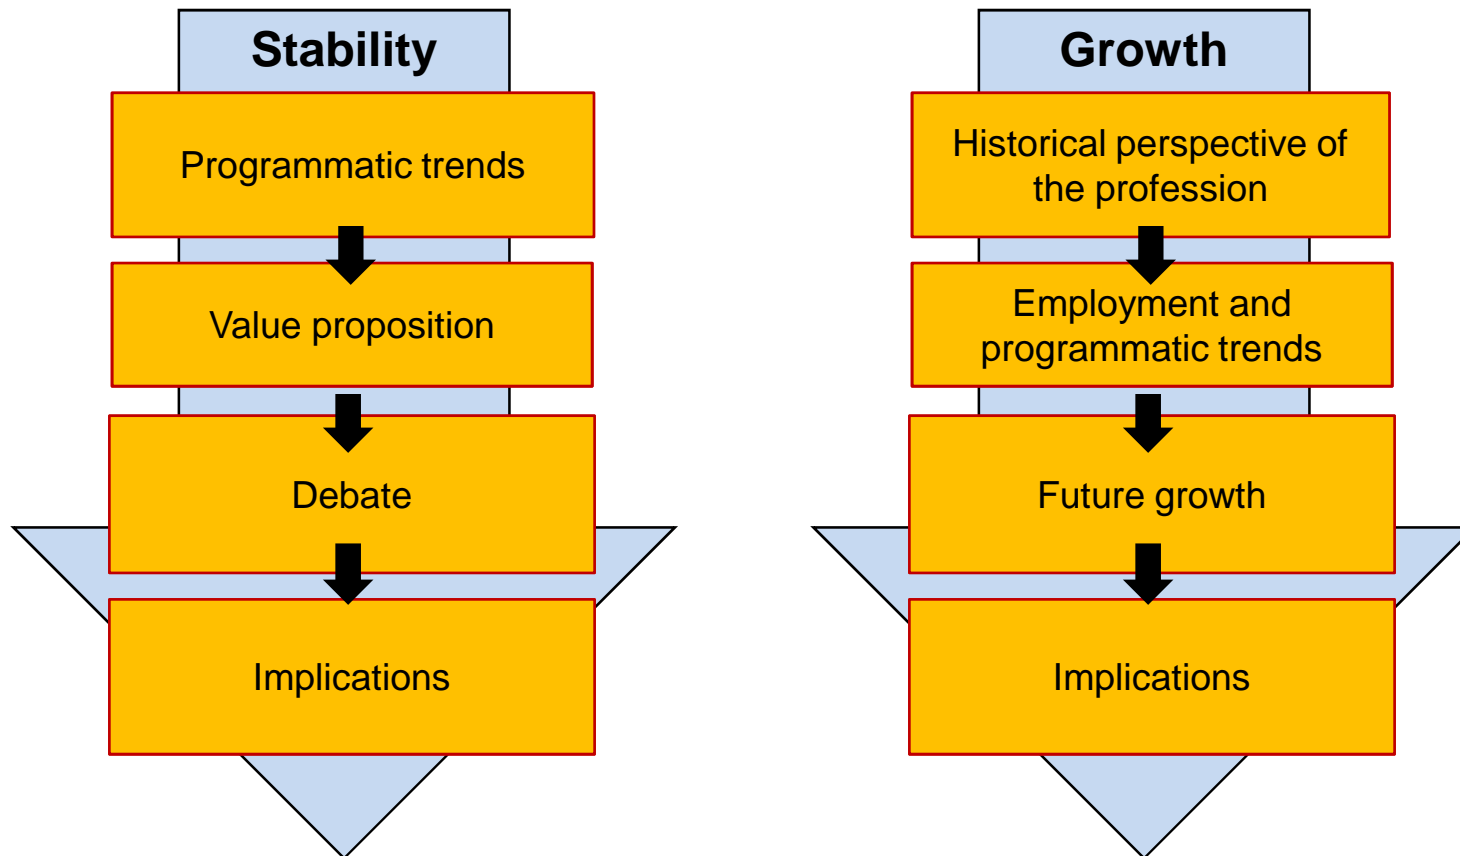 Stability
Programmatic trends
Value proposition
Debate
Implications
Growth
Historical perspective of
the profession
Employment and
programmatic trends
Future growth
Implications